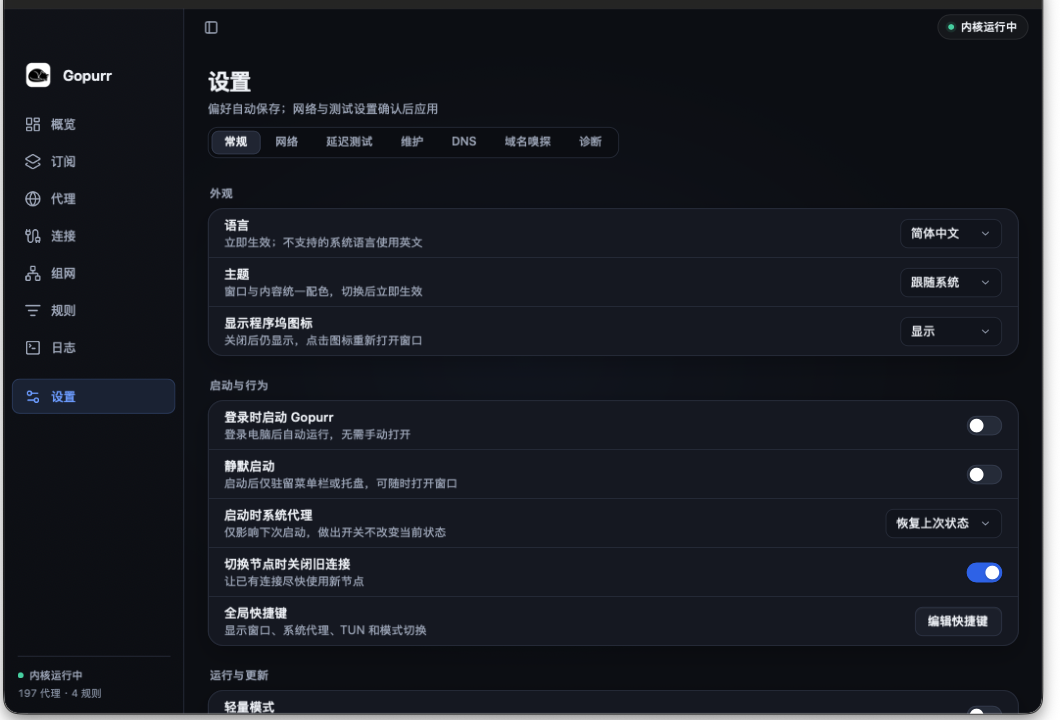 内核运行中
Gopurr
概览
订阅
代理
连接
组网
规则
日志
设置
内核运行中
197 代理 · 4 规则
设置
偏好自动保存；网络与测试设置确认后应用
常规 网络 延迟测试 维护 DNS 域名嗅探 诊断
外观
语言
立即生效；不支持的系统语言使用英文
简体中文
主题
窗口与内容统一配色，切换后立即生效
跟随系统
显示程序坞图标
关闭后仍显示，点击图标重新打开窗口
显示
启动与行为
登录时启动 Gopurr
登录电脑后自动运行，无需手动打开
静默启动
启动后仅驻留菜单栏或托盘，可随时打开窗口
启动时系统代理
仅影响下次启动，做出开关不改变当前状态
恢复上次状态
切换节点时关闭旧连接
让已有连接尽快使用新节点
全局快捷键
显示窗口、系统代理、TUN 和模式切换
编辑快捷键
运行与更新
轻量模式